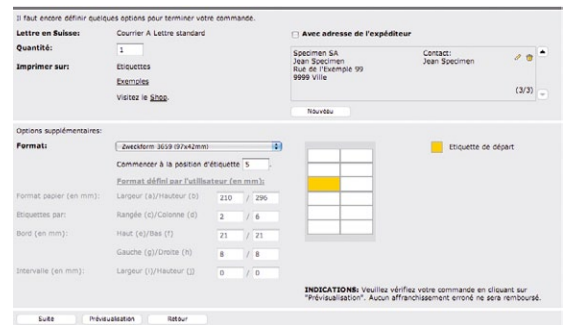 Il faut encore définir quelques options pour terminer votre commande.
Lettre en Suisse: Courrier A Lettre standard
Quantité: 1
Imprimer sur: Etiquettes
Exemples
Visitez le Shop.
Avec adresse de l'expéditeur
Specimen SA
Jean Specimen
Rue de l'Exemple 99
9999 Ville
Contact:
Jean Specimen
(3/3)
Nouveau
Options supplémentaires:
Format: Zweckform 3659 (97x42mm)
Commencer à la position d'étiquette 5 .
Format défini par l'utilisateur (en mm):
Format papier (en mm): Largeur (a)/Hauteur (b) 210 / 296
Etiquettes par: Rangée (c)/Colonne (d) 2 / 6
Bord (en mm): Haut (e)/Bas (f) 21 / 21
Gauche (g)/Droite (h) 8 / 8
Intervalle (en mm): Largeur (i)/Hauteur (j) 0 / 0
Etiquette de départ
INDICATIONS: Veuillez vérifiez votre commande en cliquant sur
"Prévisualisation". Aucun affranchissement erroné ne sera remboursé.
Suite Prévisualisation Retour